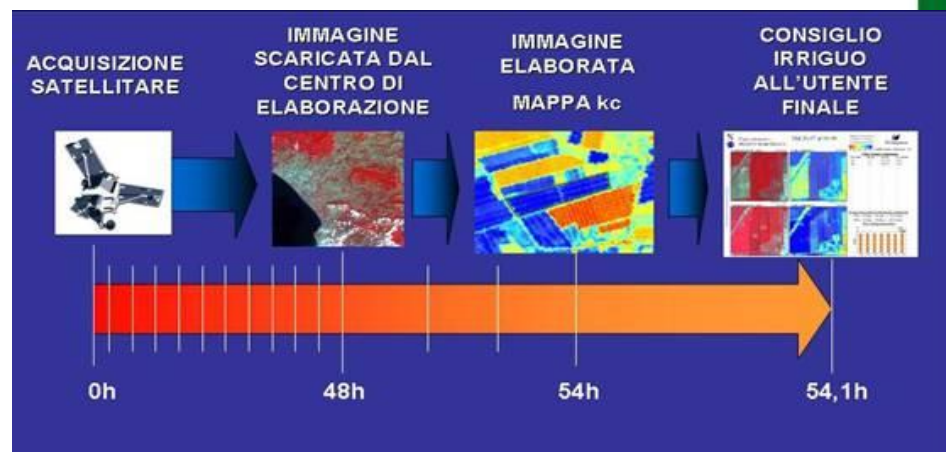 ACQUISIZIONE
SATELLITARE
IMMAGINE
SCARICATA DAL
CENTRO DI
ELABORAZIONE
IMMAGINE
ELABORATA
MAPPA kc
CONSIGLIO
IRRIGUO
ALL'UTENTE
FINALE
0h
48h
54h
54,1h